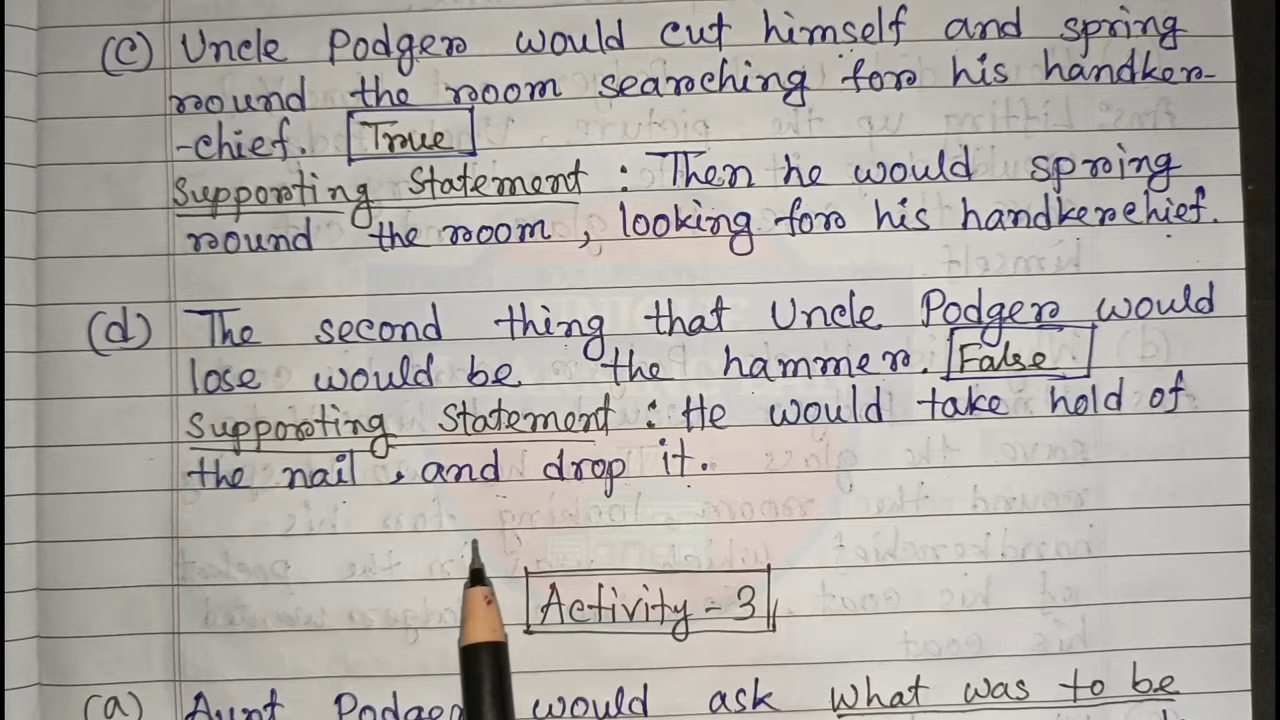 (c) Uncle Podger would cut himself and spring
round the room searching for his handker-
-chief. True
Supporting Statement : Then he would spring
round the room, looking for his handkerchief.
(d) The second thing that Uncle Podger would
lose would be the hammer. False
Supporting Statement : He would take hold of
the nail, and drop it.
Activity - 3
(a) Aunt Podger would ask what was to be